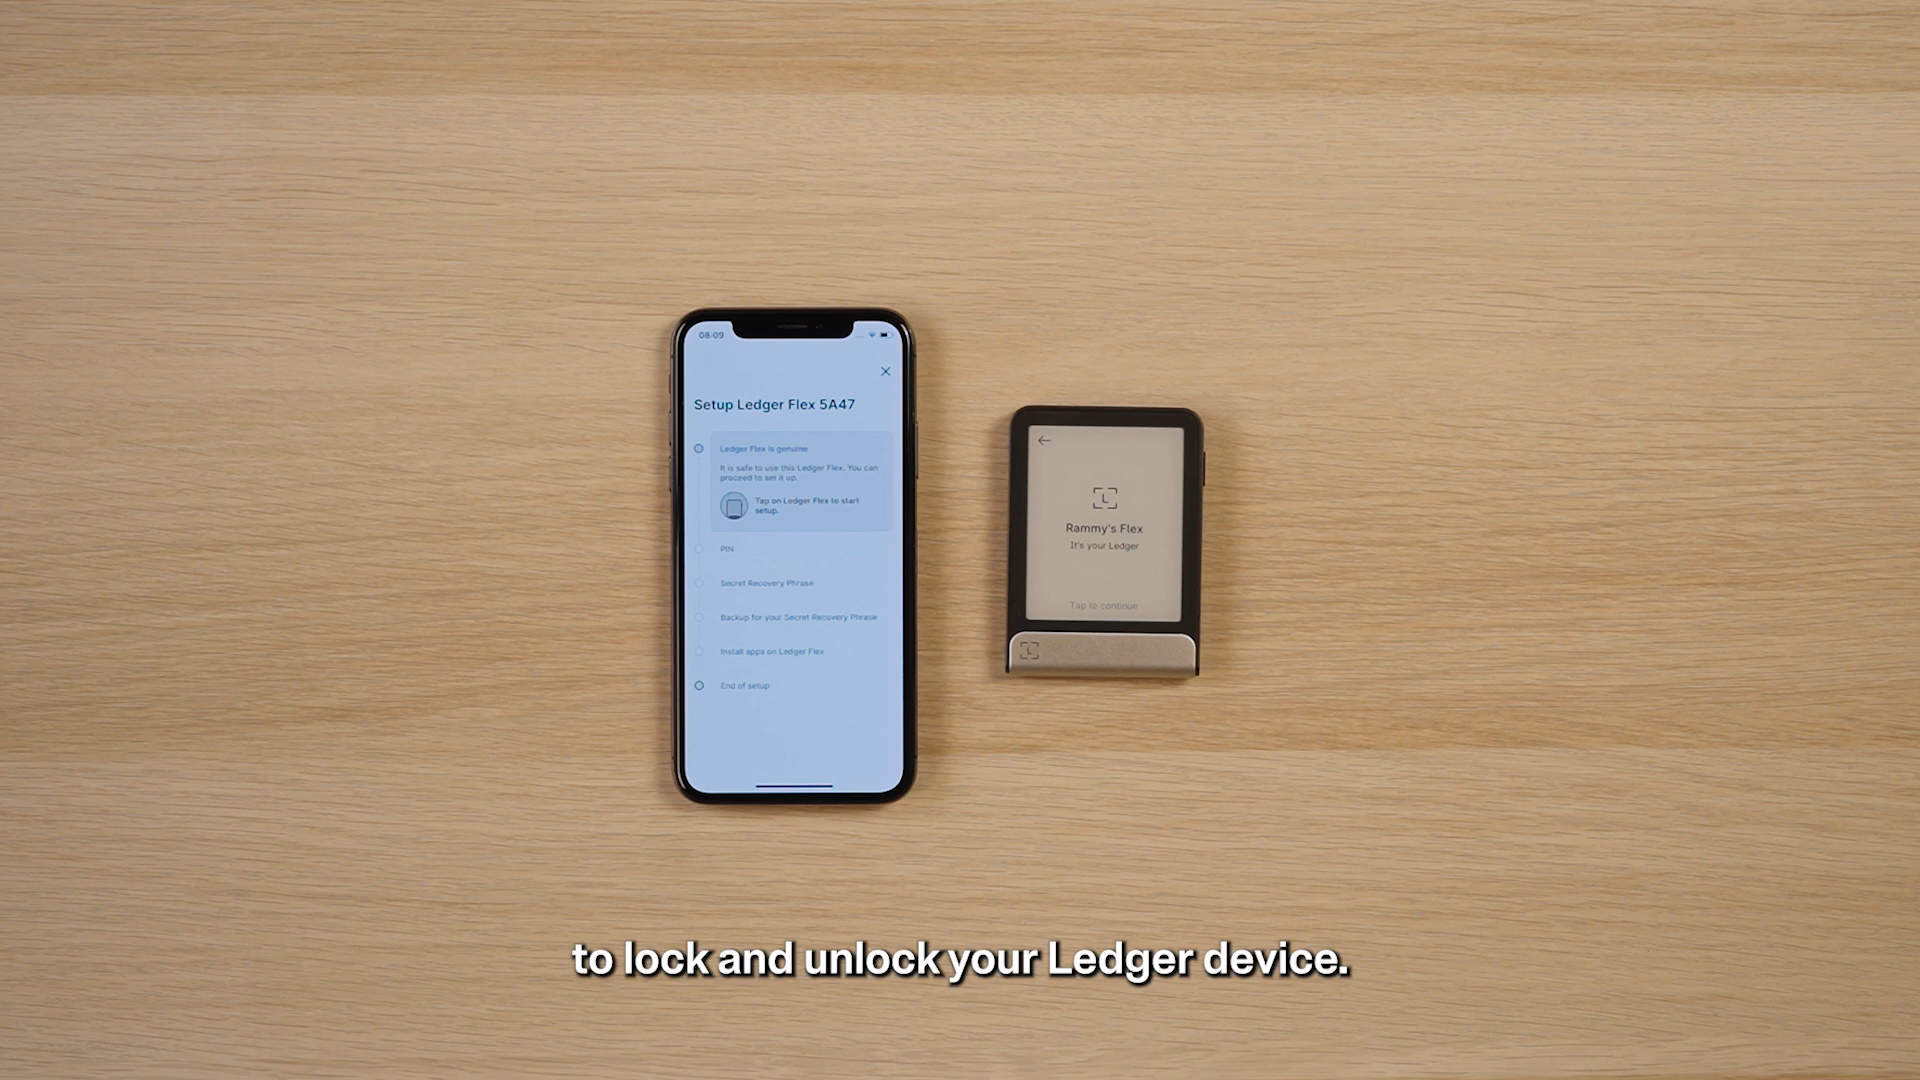 08:09
Setup Ledger Flex 5A47
Ledger Flex is genuine
It is safe to use this Ledger Flex. You can
proceed to set it up.
Tap on Ledger Flex to start
setup.
PIN
Secret Recovery Phrase
Backup for your Secret Recovery Phrase
Install apps on Ledger Flex
End of setup
Rammy's Flex
It's your Ledger
Tap to continue
to lock and unlock your Ledger device.